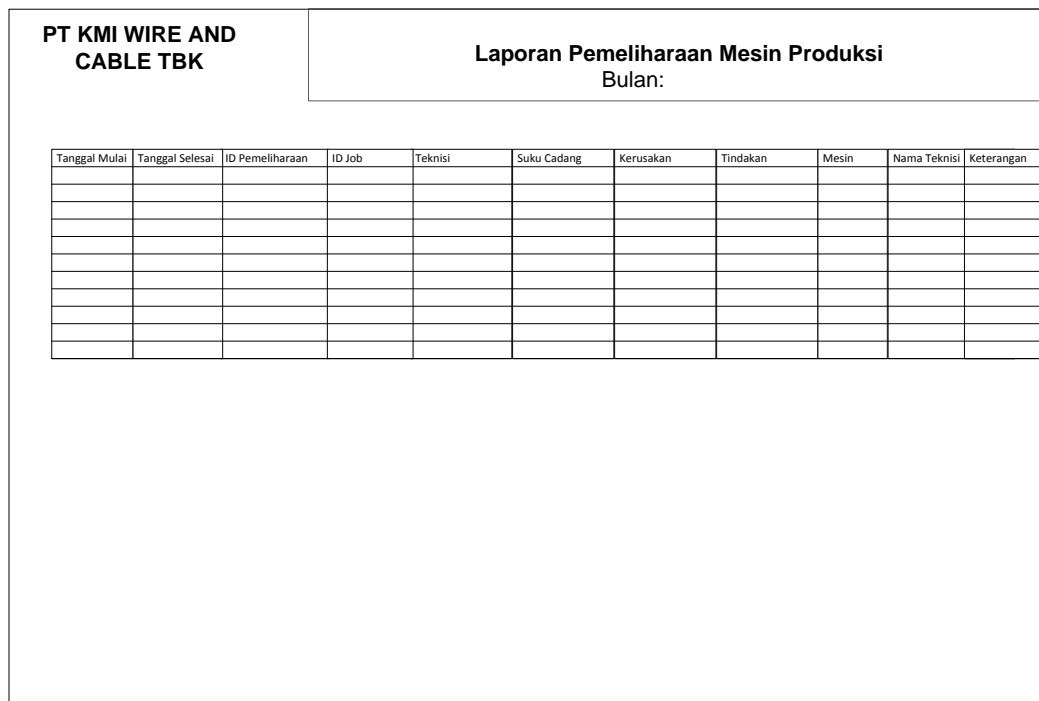 PT KMI WIRE AND
CABLE TBK
Laporan Pemeliharaan Mesin Produksi
Bulan:
Tanggal Mulai Tanggal Selesai ID Pemeliharaan ID Job Teknisi Suku Cadang Kerusakan Tindakan Mesin Nama Teknisi Keterangan